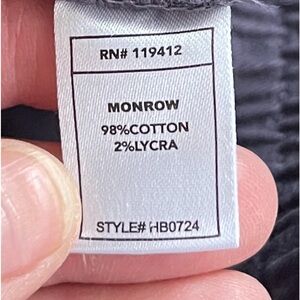 RN# 119412
MONROW
98%COTTON
2%LYCRA
STYLE# HB0724